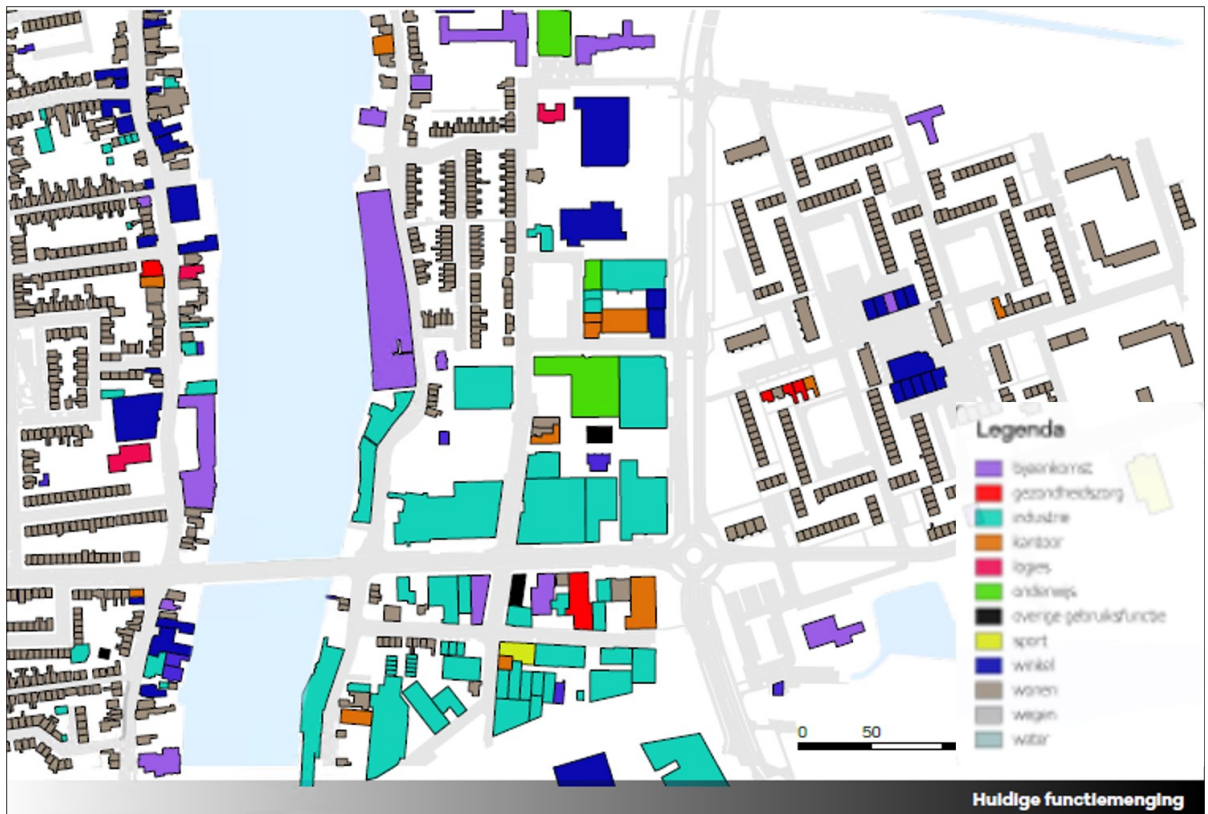 Legenda
bijeenkomst
gezondheidszorg
industrie
kantoor
logies
onderwijs
overige gebruiksfunctie
sport
winkel
wonen
wegen
water
0 50
Huidige functiemenging